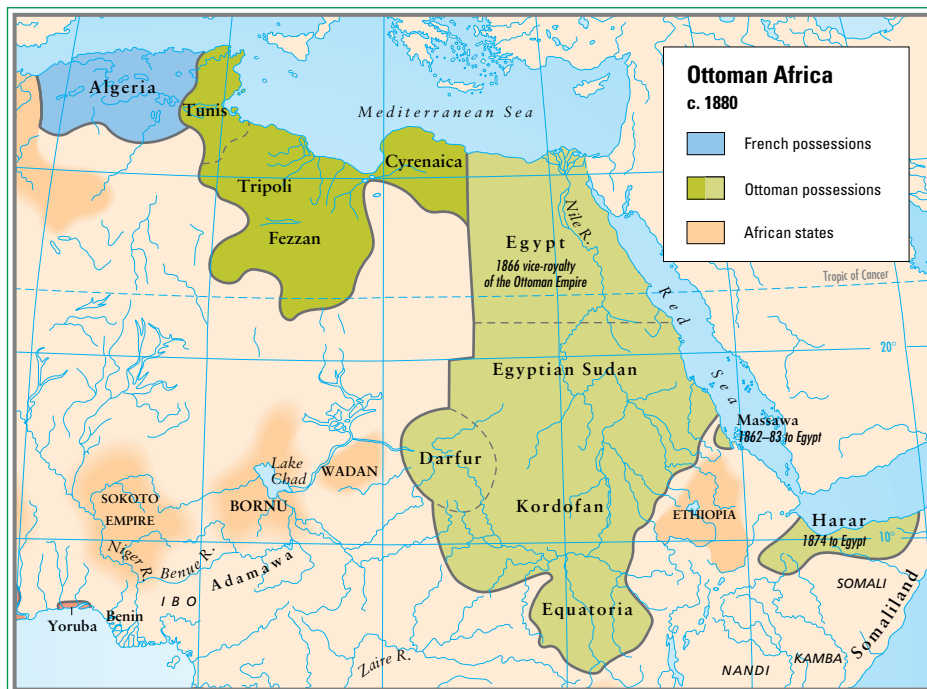 Ottoman Africa
c. 1880
French possessions
Ottoman possessions
African states
Algeria
Tunis
Mediterranean Sea
Cyrenaica
Tripoli
Fezzan
Nile R.
Egypt
1866 vice-royalty
of the Ottoman Empire
Tropic of Cancer
Red
Sea
20°
Egyptian Sudan
Massawa
1862–83 to Egypt
Darfur
Lake
Chad
WADAN
SOKOTO
EMPIRE
BORNU
Kordofan
ETHIOPIA
Harar
1874 to Egypt
10°
Niger R.
Benue R.
Adamawa
IBO
SOMALI
Somaliland
Yoruba
Benin
Equatoria
Zaire R.
NANDI
KAMBA